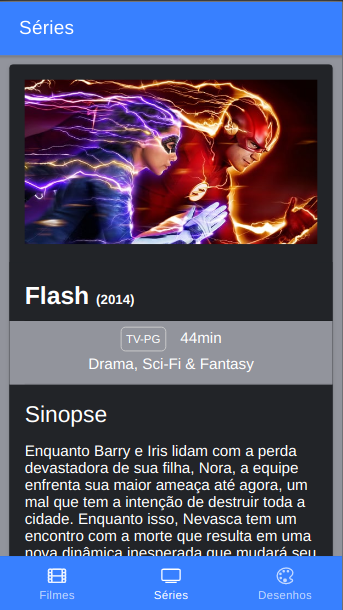 Séries
Flash (2014)
TV-PG 44min
Drama, Sci-Fi & Fantasy
Sinopse
Enquanto Barry e Iris lidam com a perda
devastadora de sua filha, Nora, a equipe
enfrenta sua maior ameaça até agora, um
mal que tem a intenção de destruir toda a
cidade. Enquanto isso, Nevasca tem um
encontro com a morte que resulta em uma
nova dinâmica inesperada que mudará seu
Filmes Séries Desenhos